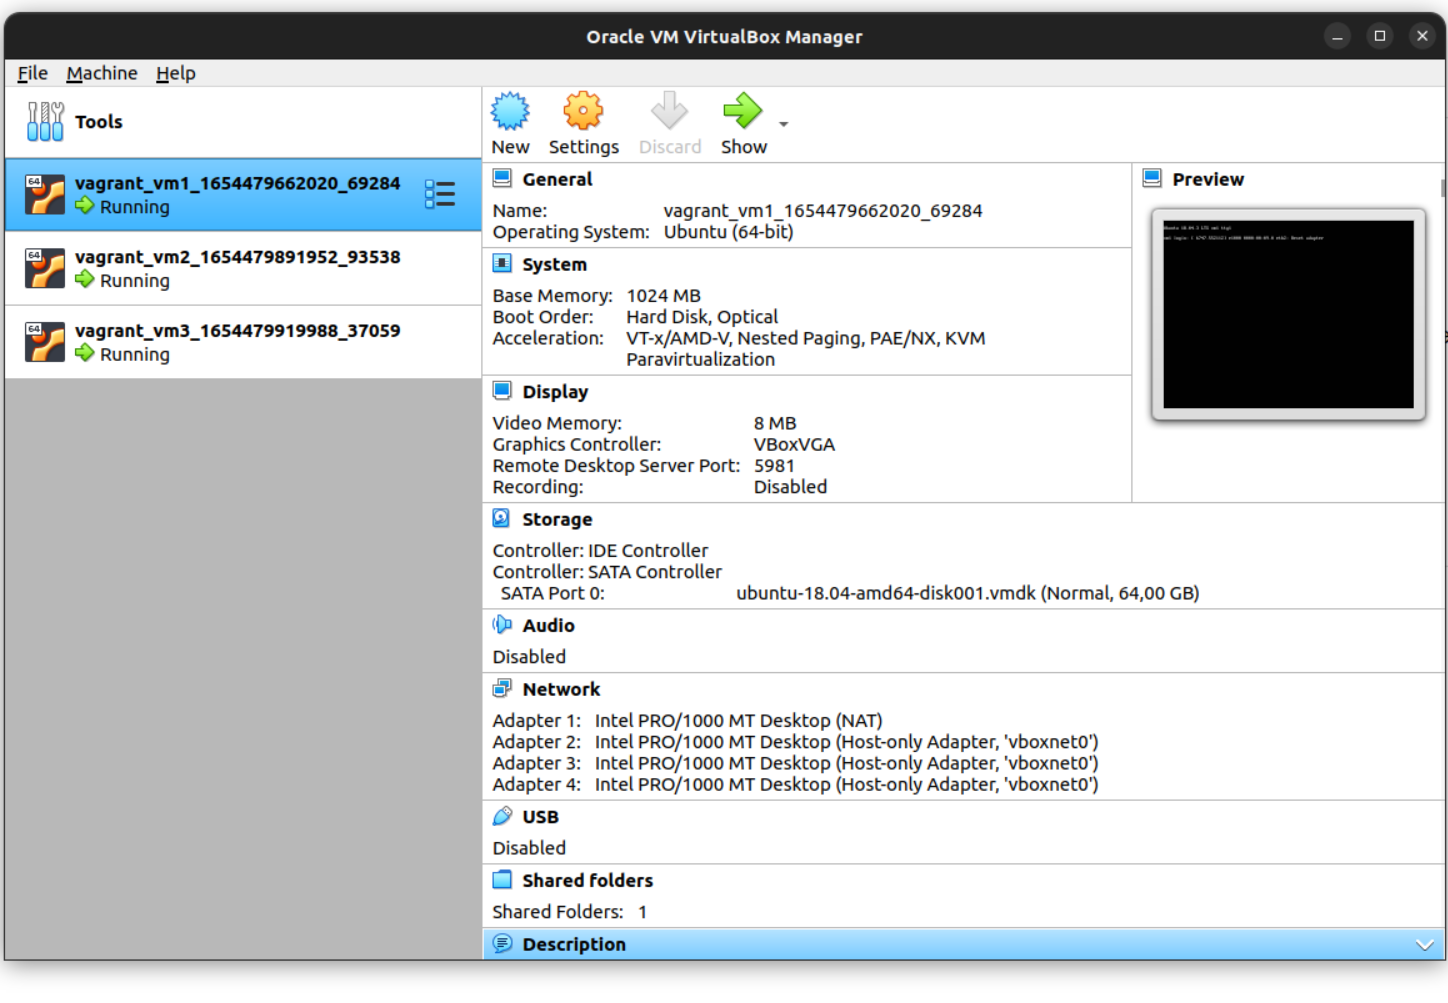 Oracle VM VirtualBox Manager
File Machine Help
Tools
New Settings Discard Show
64 vagrant_vm1_1654479662020_69284
Running
64 vagrant_vm2_1654479891952_93538
Running
64 vagrant_vm3_1654479919988_37059
Running
General
Name: vagrant_vm1_1654479662020_69284
Operating System: Ubuntu (64-bit)
Preview
System
Base Memory: 1024 MB
Boot Order: Hard Disk, Optical
Acceleration: VT-x/AMD-V, Nested Paging, PAE/NX, KVM
Paravirtualization
Display
Video Memory: 8 MB
Graphics Controller: VBoxVGA
Remote Desktop Server Port: 5981
Recording: Disabled
Storage
Controller: IDE Controller
Controller: SATA Controller
SATA Port 0: ubuntu-18.04-amd64-disk001.vmdk (Normal, 64,00 GB)
Audio
Disabled
Network
Adapter 1: Intel PRO/1000 MT Desktop (NAT)
Adapter 2: Intel PRO/1000 MT Desktop (Host-only Adapter, 'vboxnet0')
Adapter 3: Intel PRO/1000 MT Desktop (Host-only Adapter, 'vboxnet0')
Adapter 4: Intel PRO/1000 MT Desktop (Host-only Adapter, 'vboxnet0')
USB
Disabled
Shared folders
Shared Folders: 1
Description